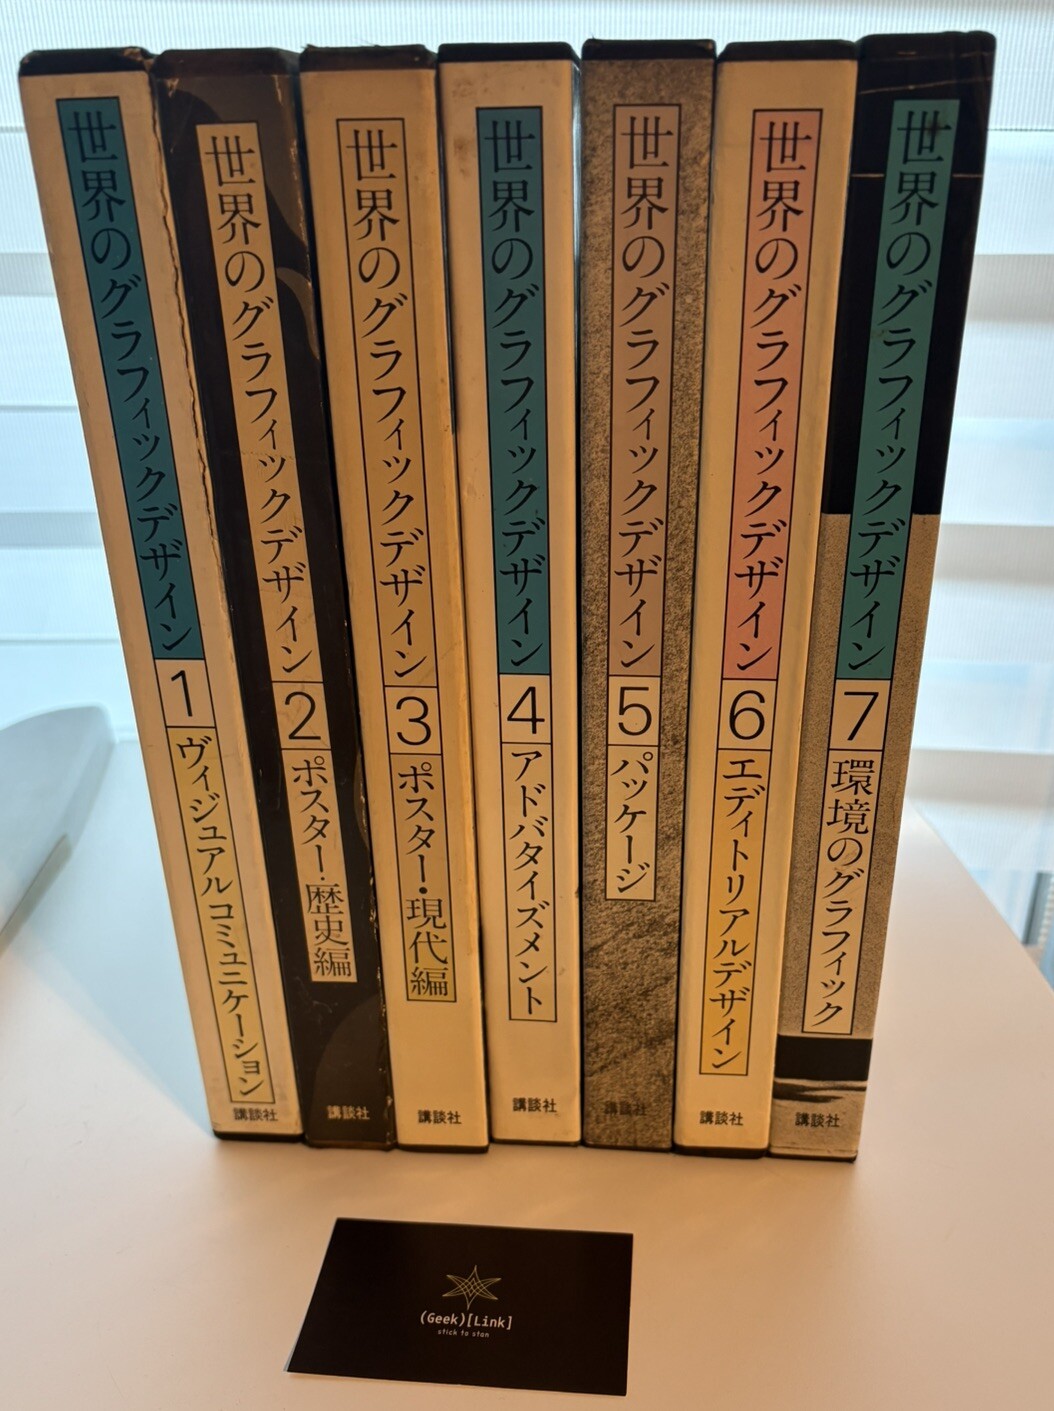 世界のグラフィックデザイン
1
ヴィジュアルコミュニケーション
講談社
世界のグラフィックデザイン
2
ポスター・歴史編
講談社
世界のグラフィックデザイン
3
ポスター・現代編
講談社
世界のグラフィックデザイン
4
アドバタイズメント
講談社
世界のグラフィックデザイン
5
パッケージ
講談社
世界のグラフィックデザイン
6
エディトリアルデザイン
講談社
世界のグラフィックデザイン
7
環境のグラフィック
講談社
(Geek)[Link]
stick to stan